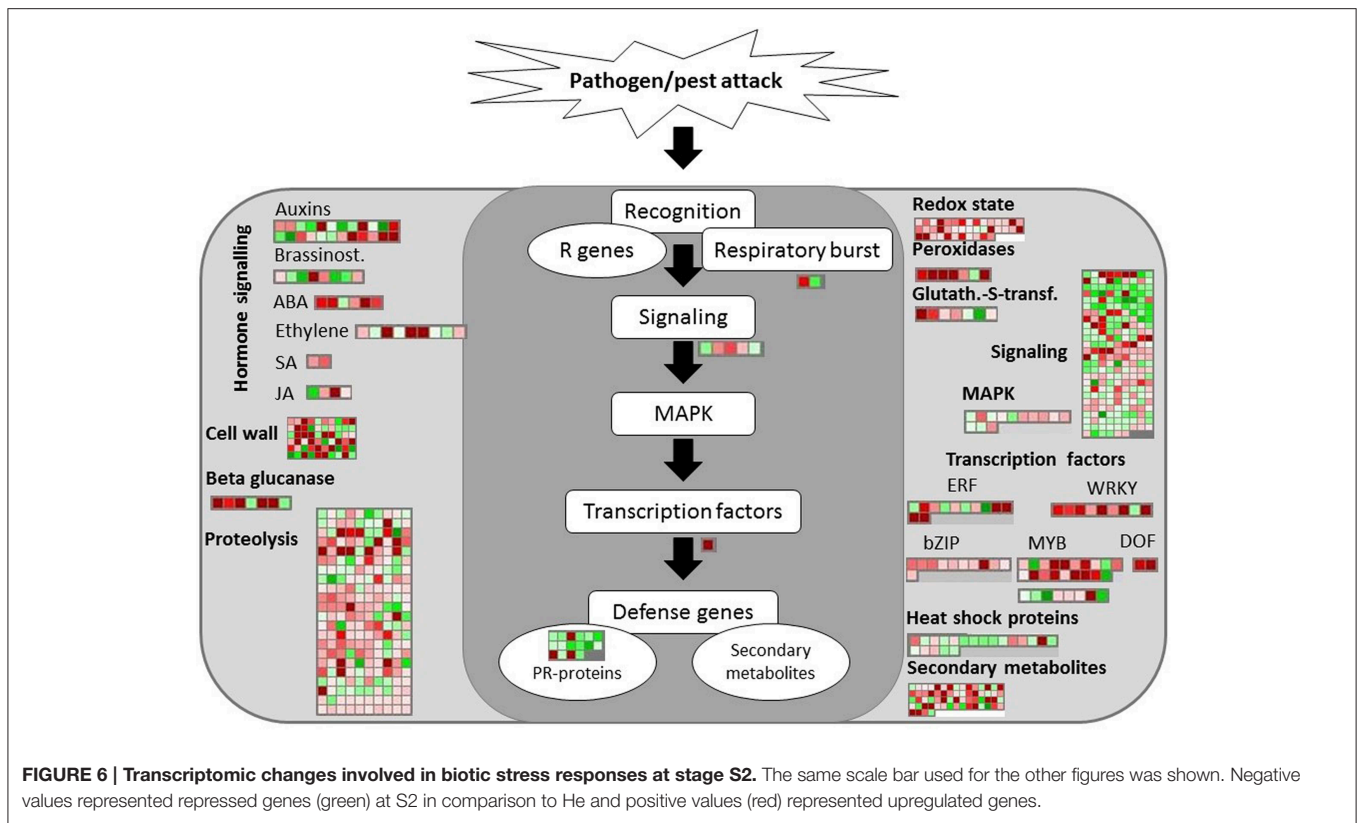 Pathogen/pest attack
Recognition
R genes
Respiratory burst
Signaling
MAPK
Transcription factors
Defense genes
PR-proteins
Secondary
metabolites
Hormone signalling
Auxins
Brassinost.
ABA
Ethylene
SA
JA
Cell wall
Beta glucanase
Proteolysis
Redox state
Peroxidases
Glutath.-S-transf.
Signaling
MAPK
Transcription factors
ERF
WRKY
bZIP
MYB
DOF
Heat shock proteins
Secondary metabolites
FIGURE 6 | Transcriptomic changes involved in biotic stress responses at stage S2. The same scale bar used for the other figures was shown. Negative
values represented repressed genes (green) at S2 in comparison to He and positive values (red) represented upregulated genes.